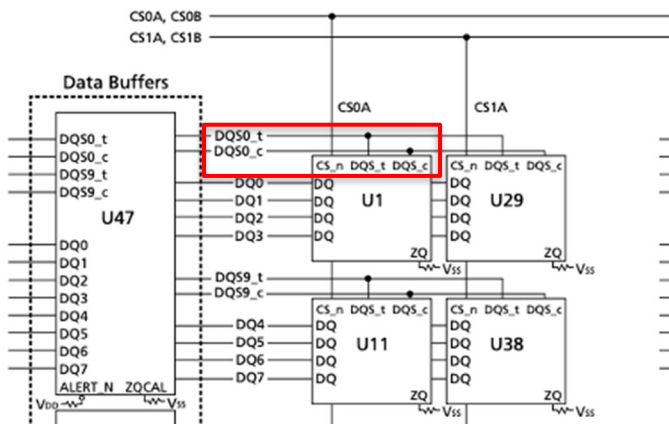 CS0A, CS0B
CS1A, CS1B
Data Buffers
CS0A
CS1A
DQS0_t
DQS0_c
DQS9_t
DQS9_c
U47
DQ0
DQ1
DQ2
DQ3
DQ4
DQ5
DQ6
DQ7
ALERT_N ZQCAL
VDD
VSS
DQS0_t
DQS0_c
DQ0
DQ1
DQ2
DQ3
CS_n DQS_t DQS_c
DQ
DQ
DQ
DQ
U1
ZQ
VSS
CS_n DQS_t DQS_c
DQ
DQ
DQ
DQ
U29
ZQ
VSS
DQS9_t
DQS9_c
DQ4
DQ5
DQ6
DQ7
CS_n DQS_t DQS_c
DQ
DQ
DQ
DQ
U11
ZQ
VSS
CS_n DQS_t DQS_c
DQ
DQ
DQ
DQ
U38
ZQ
VSS